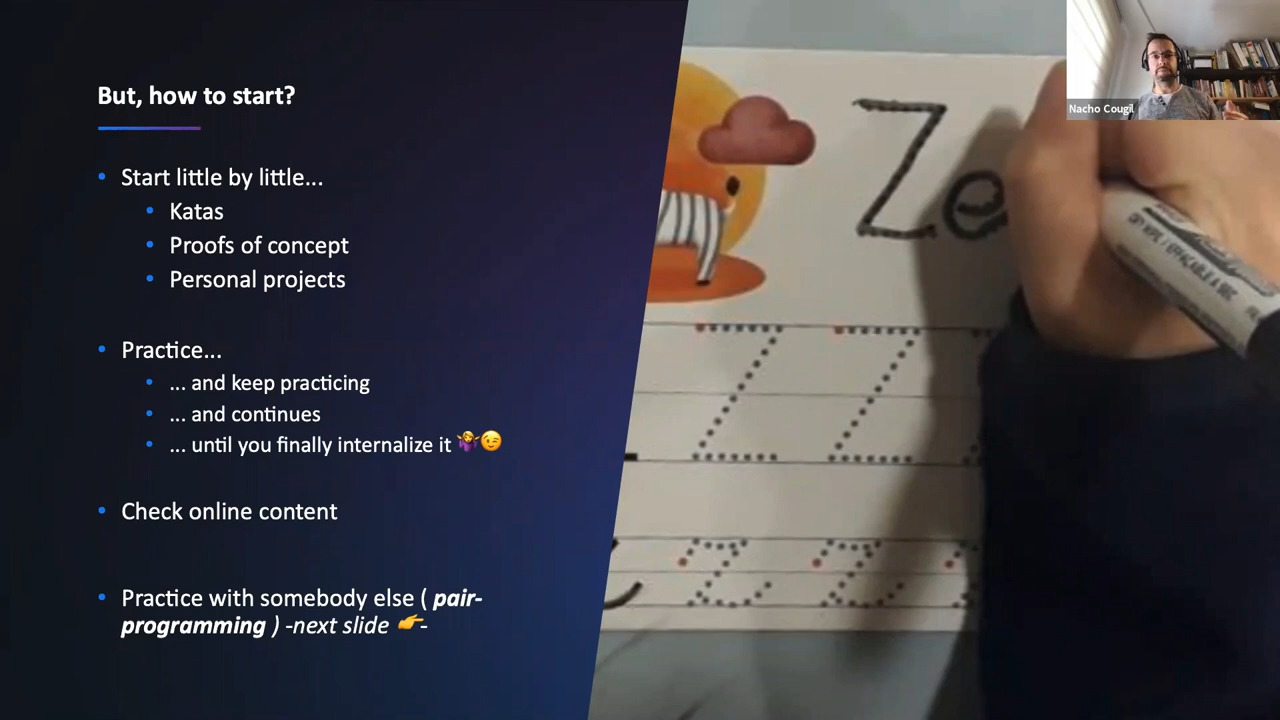 But, how to start?
Nacho Cougil
• Start little by little...
• Katas
• Proofs of concept
• Personal projects
• Practice...
• ... and keep practicing
• ... and continues
• ... until you finally internalize it 🤷‍♀️😉
• Check online content
• Practice with somebody else ( pair-
programming ) -next slide 👉-
Ze